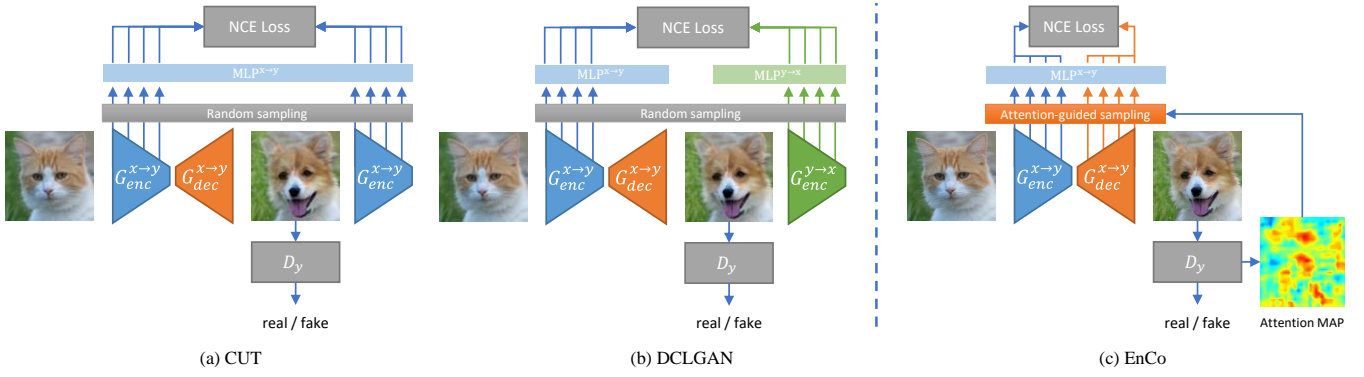 NCE Loss
MLP^{x→y}
Random sampling
G_{enc}^{x→y}
G_{dec}^{x→y}
G_{enc}^{x→y}
D_y
real / fake
(a) CUT
NCE Loss
MLP^{x→y}
MLP^{y→x}
Random sampling
G_{enc}^{x→y}
G_{dec}^{x→y}
G_{enc}^{y→x}
D_y
real / fake
(b) DCLGAN
NCE Loss
MLP^{x→y}
Attention-guided sampling
G_{enc}^{x→y}
G_{dec}^{x→y}
D_y
real / fake
Attention MAP
(c) EnCo